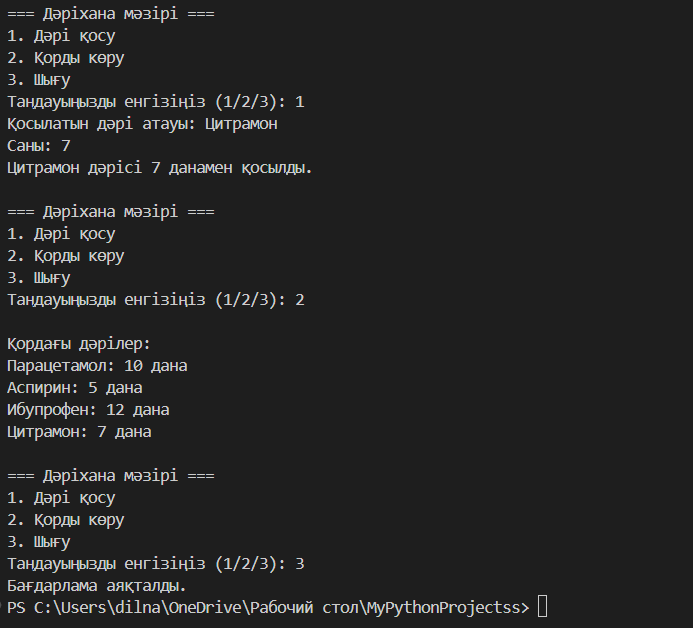 === Дәріхана мәзірі ===
1. Дәрі қосу
2. Қорды көру
3. Шығу
Таңдауыңызды енгізіңіз (1/2/3): 1
Қосылатын дәрі атауы: Цитрамон
Саны: 7
Цитрамон дәрісі 7 данамен қосылды.
=== Дәріхана мәзірі ===
1. Дәрі қосу
2. Қорды көру
3. Шығу
Таңдауыңызды енгізіңіз (1/2/3): 2
Қордағы дәрілер:
Парацетамол: 10 дана
Аспирин: 5 дана
Ибупрофен: 12 дана
Цитрамон: 7 дана
=== Дәріхана мәзірі ===
1. Дәрі қосу
2. Қорды көру
3. Шығу
Таңдауыңызды енгізіңіз (1/2/3): 3
Бағдарлама аяқталды.
PS C:\Users\dilna\OneDrive\Рабочий стол\MyPythonProjectss>